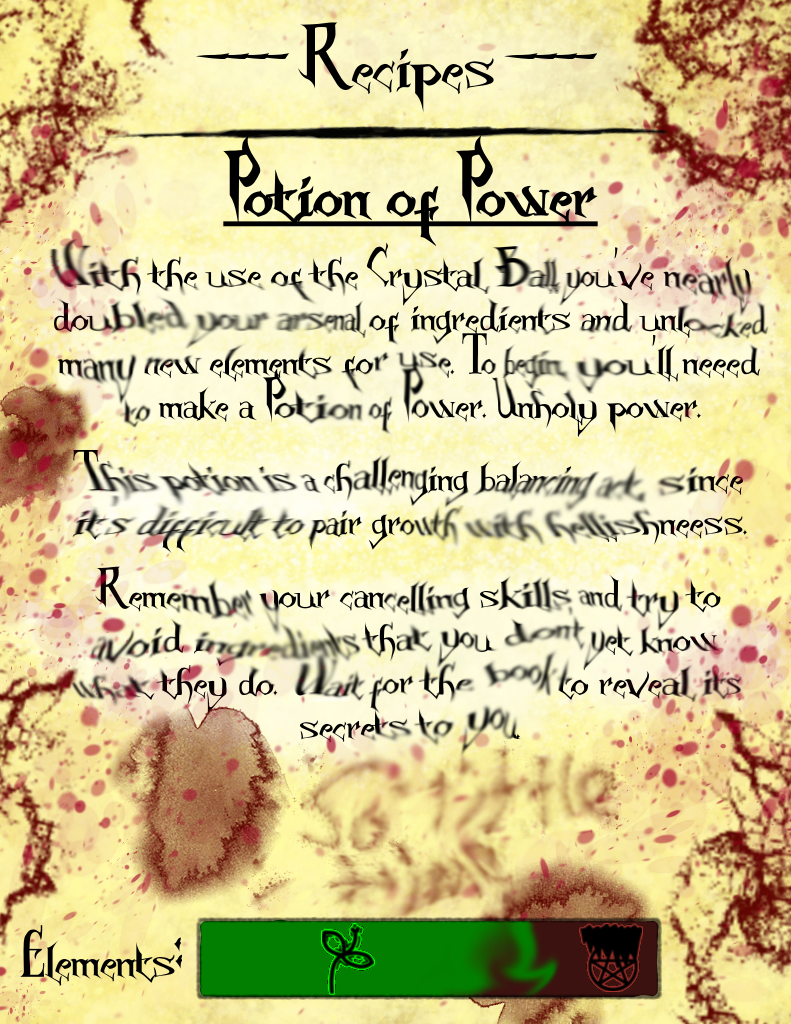 Recipes
Potion of Power
With the use of the Crystal Ball you've nearly
doubled your arsenal of ingredients and unlocked
many new elements for use. To begin, you'll neeed
to make a Potion of Power. Unholy power.
This potion is a challenging balancing act, since
it's difficult to pair growth with hellishneess.
Remember your cancelling skills and try to
avoid ingredients that you dont yet know
what they do. Wait for the book to reveal its
secrets to you
Elements: